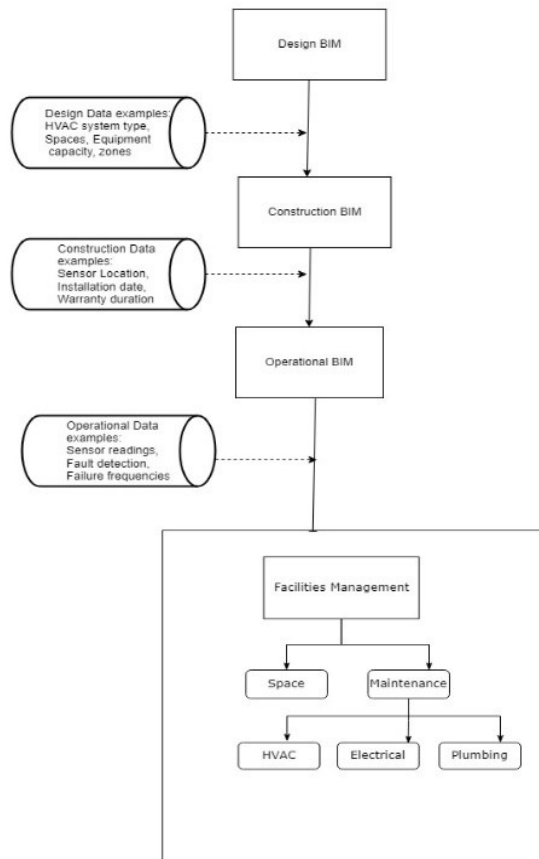 Design BIM
Design Data examples:
HVAC system type,
Spaces, Equipment
capacity, zones
Construction BIM
Construction Data
examples:
Sensor Location,
Installation date,
Warranty duration
Operational BIM
Operational Data
examples:
Sensor readings,
Fault detection,
Failure frequencies
Facilities Management
Space
Maintenance
HVAC
Electrical
Plumbing